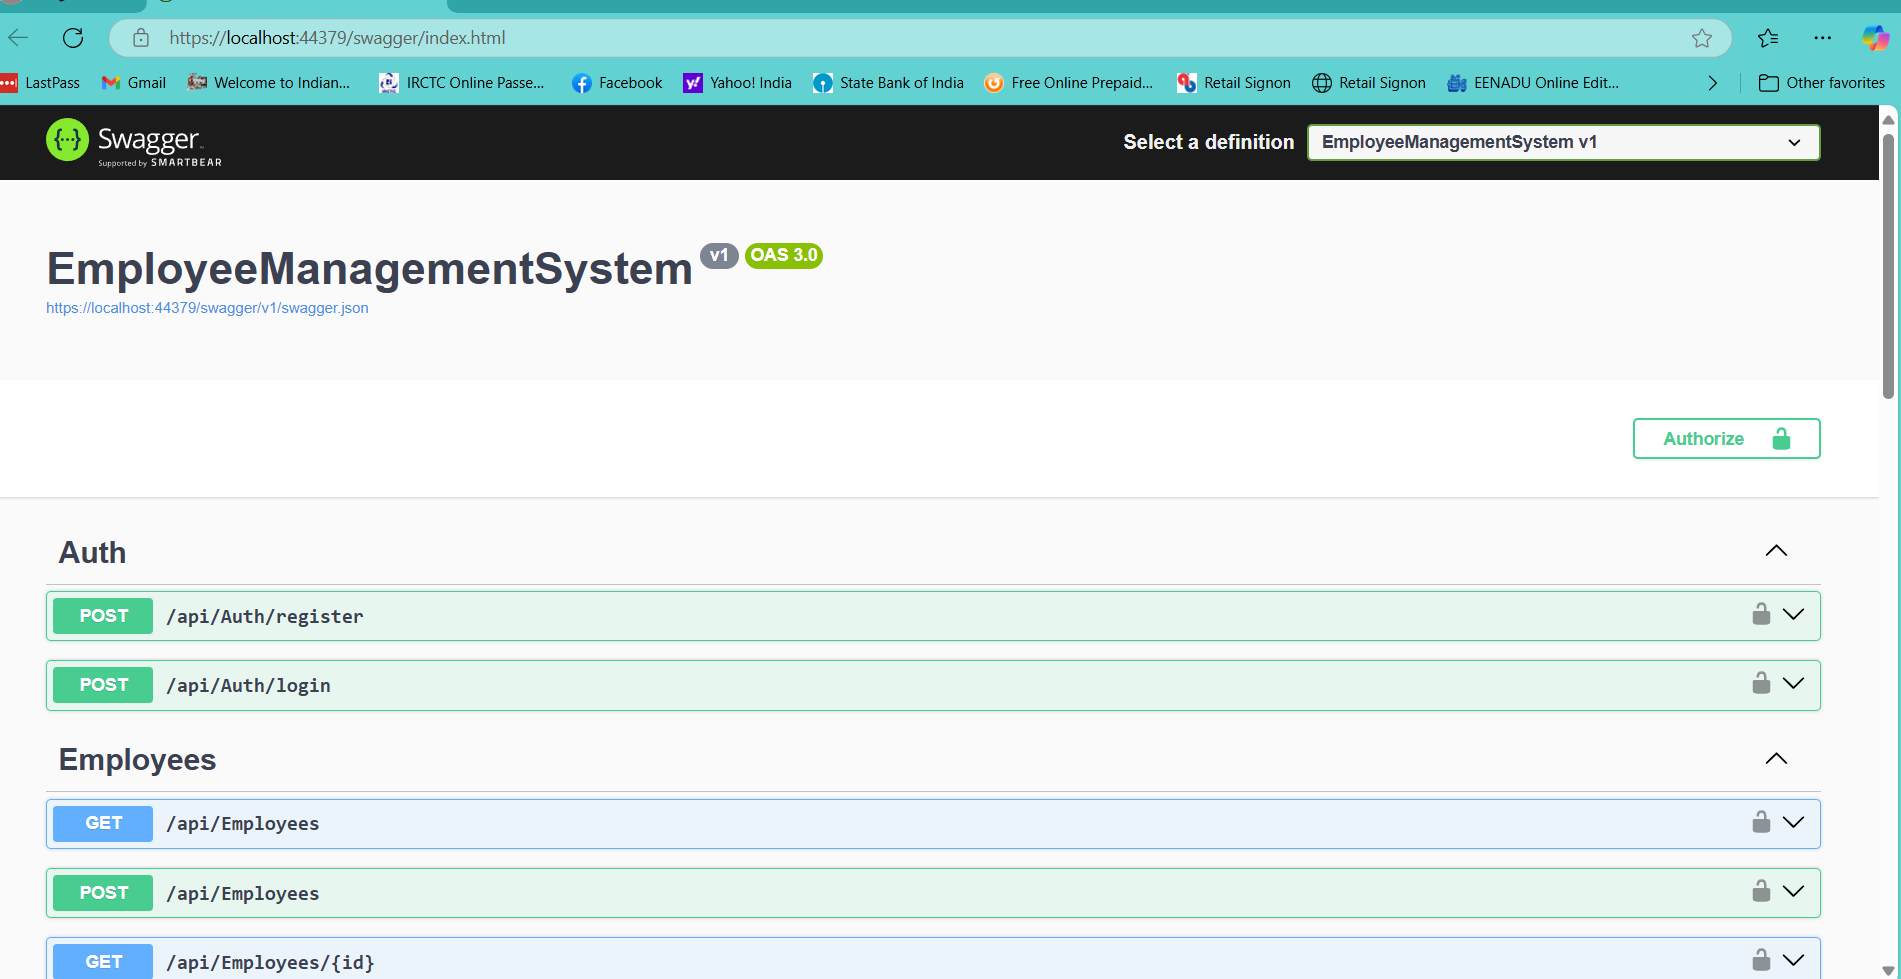 https://localhost:44379/swagger/index.html
LastPass Gmail Welcome to Indian... IRCTC Online Passe... Facebook Yahoo! India State Bank of India Free Online Prepaid... Retail Signon Retail Signon EENADU Online Edit... Other favorites
Swagger
Supported by SMARTBEAR
Select a definition
EmployeeManagementSystem v1
EmployeeManagementSystem v1 OAS 3.0
https://localhost:44379/swagger/v1/swagger.json
Authorize
Auth
POST /api/Auth/register
POST /api/Auth/login
Employees
GET /api/Employees
POST /api/Employees
GET /api/Employees/{id}